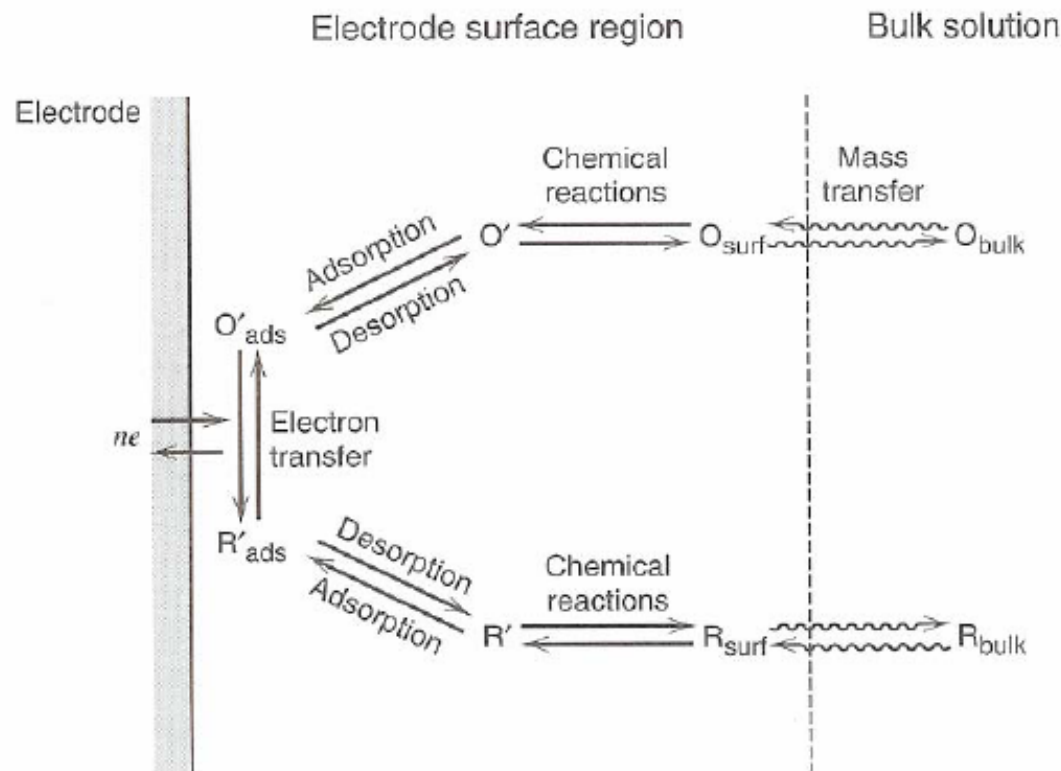 Electrode surface region
Bulk solution
Electrode
Chemical
reactions
Mass
transfer
Adsorption
Desorption
O′
O_surf
O_bulk
O′_ads
ne
Electron
transfer
R′_ads
Desorption
Adsorption
Chemical
reactions
R′
R_surf
R_bulk